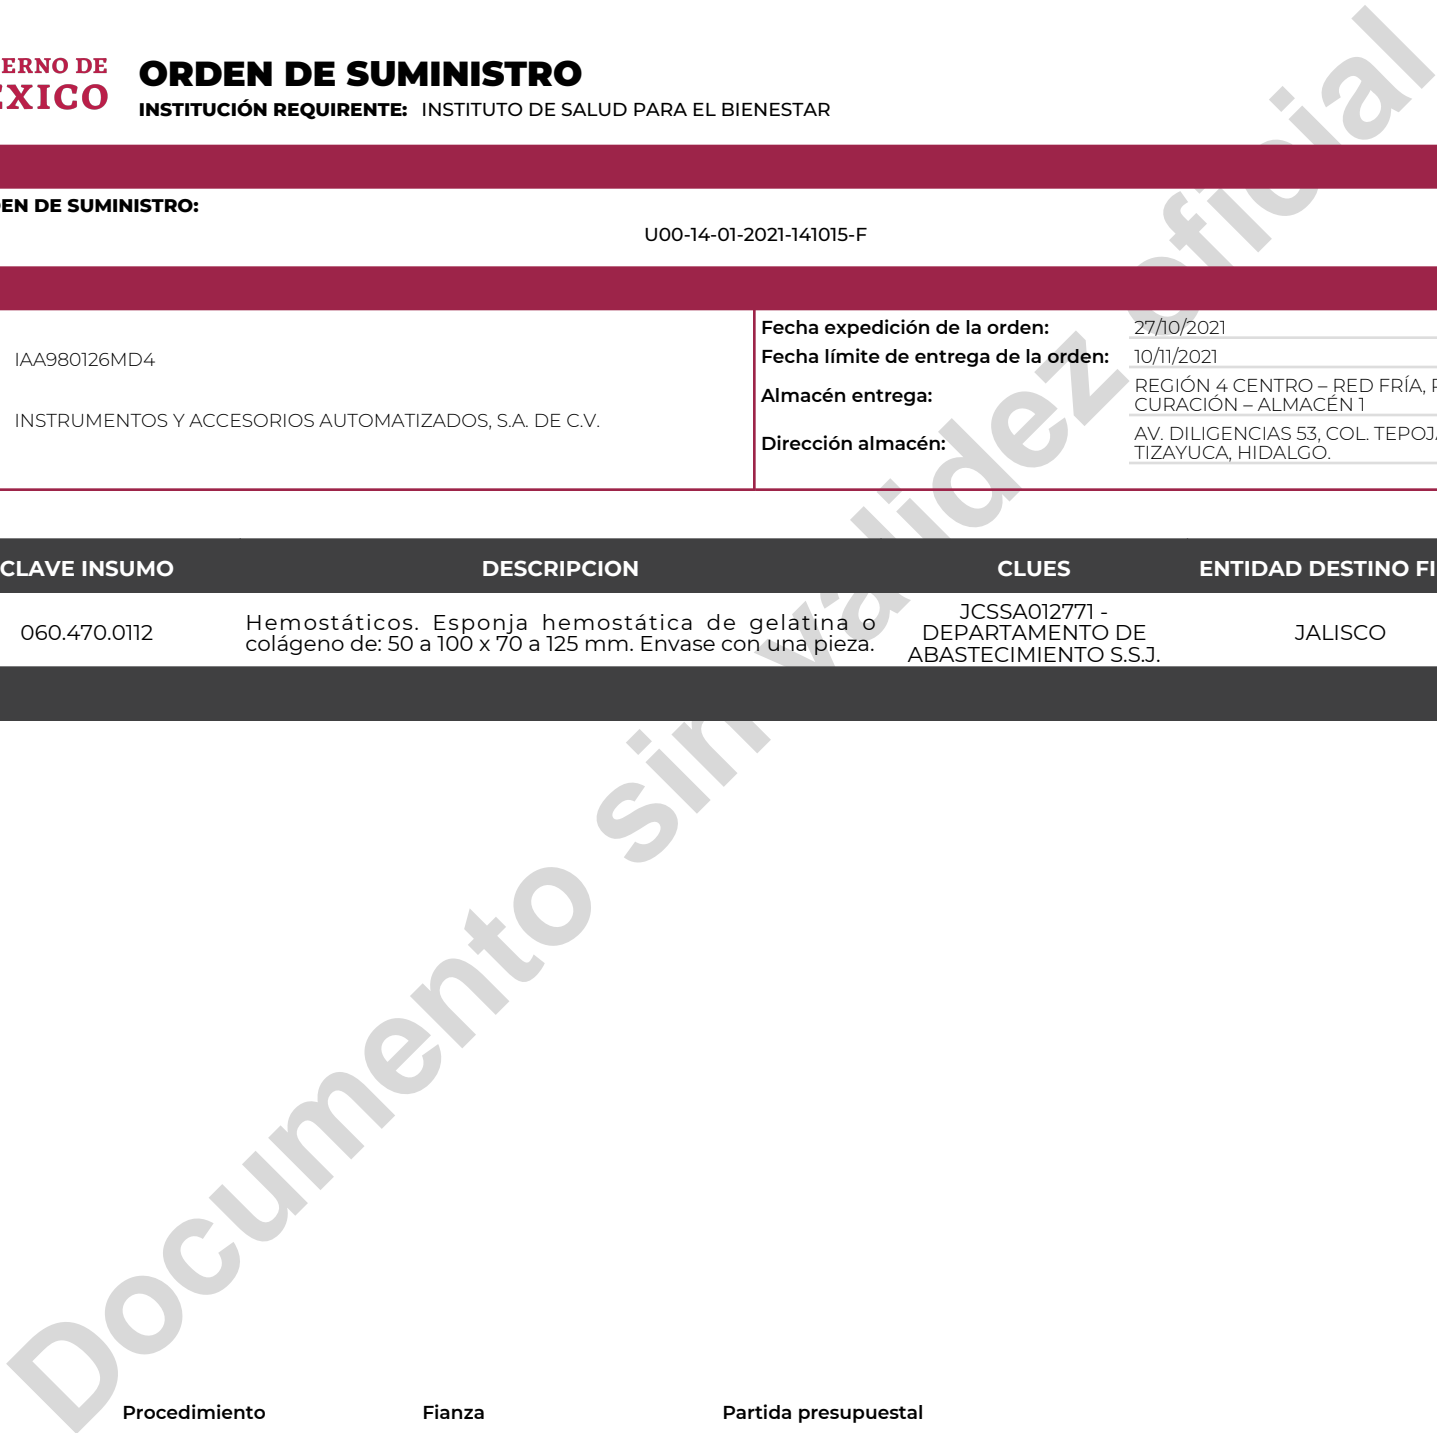 ERNO DE
EXICO
ORDEN DE SUMINISTRO
INSTITUCIÓN REQUIRENTE: INSTITUTO DE SALUD PARA EL BIENESTAR
EN DE SUMINISTRO:
U00-14-01-2021-141015-F
IAA980126MD4
INSTRUMENTOS Y ACCESORIOS AUTOMATIZADOS, S.A. DE C.V.
Fecha expedición de la orden: 27/10/2021
Fecha límite de entrega de la orden: 10/11/2021
Almacén entrega: REGIÓN 4 CENTRO – RED FRÍA,
CURACIÓN – ALMACÉN 1
Dirección almacén: AV. DILIGENCIAS 53, COL. TEPOJ
TIZAYUCA, HIDALGO.
CLAVE INSUMO DESCRIPCION CLUES ENTIDAD DESTINO FI
060.470.0112
Hemostáticos. Esponja hemostática de gelatina o
colágeno de: 50 a 100 x 70 a 125 mm. Envase con una pieza.
JCSSA012771 -
DEPARTAMENTO DE
ABASTECIMIENTO S.S.J.
JALISCO
Documento sin validez oficial
Procedimiento Fianza Partida presupuestal